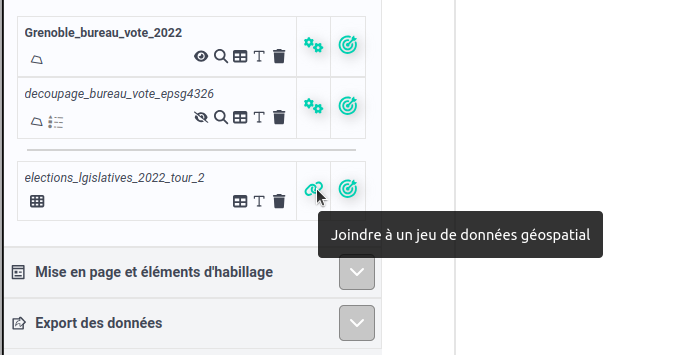 Grenoble_bureau_vote_2022
decoupage_bureau_vote_epsg4326
elections_lgislatives_2022_tour_2
Joindre à un jeu de données géospatial
Mise en page et éléments d'habillage
Export des données